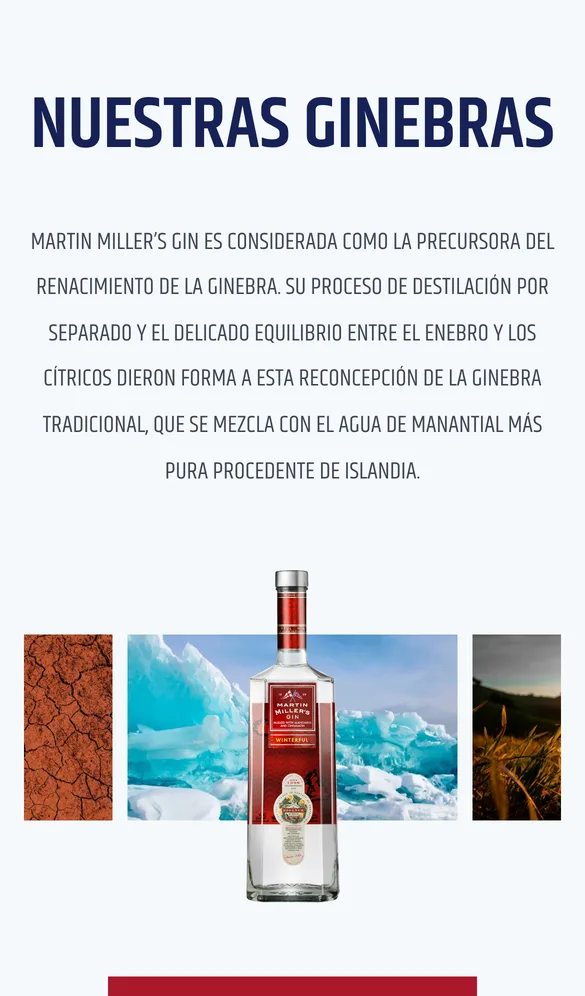 NUESTRAS GINEBRAS
MARTIN MILLER’S GIN ES CONSIDERADA COMO LA PRECURSORA DEL
RENACIMIENTO DE LA GINEBRA. SU PROCESO DE DESTILACIÓN POR
SEPARADO Y EL DELICADO EQUILIBRIO ENTRE EL ENEBRO Y LOS
CÍTRICOS DIERON FORMA A ESTA RECONCEPCIÓN DE LA GINEBRA
TRADICIONAL, QUE SE MEZCLA CON EL AGUA DE MANANTIAL MÁS
PURA PROCEDENTE DE ISLANDIA.
MARTIN
MILLER'S
GIN
WINTERFUL